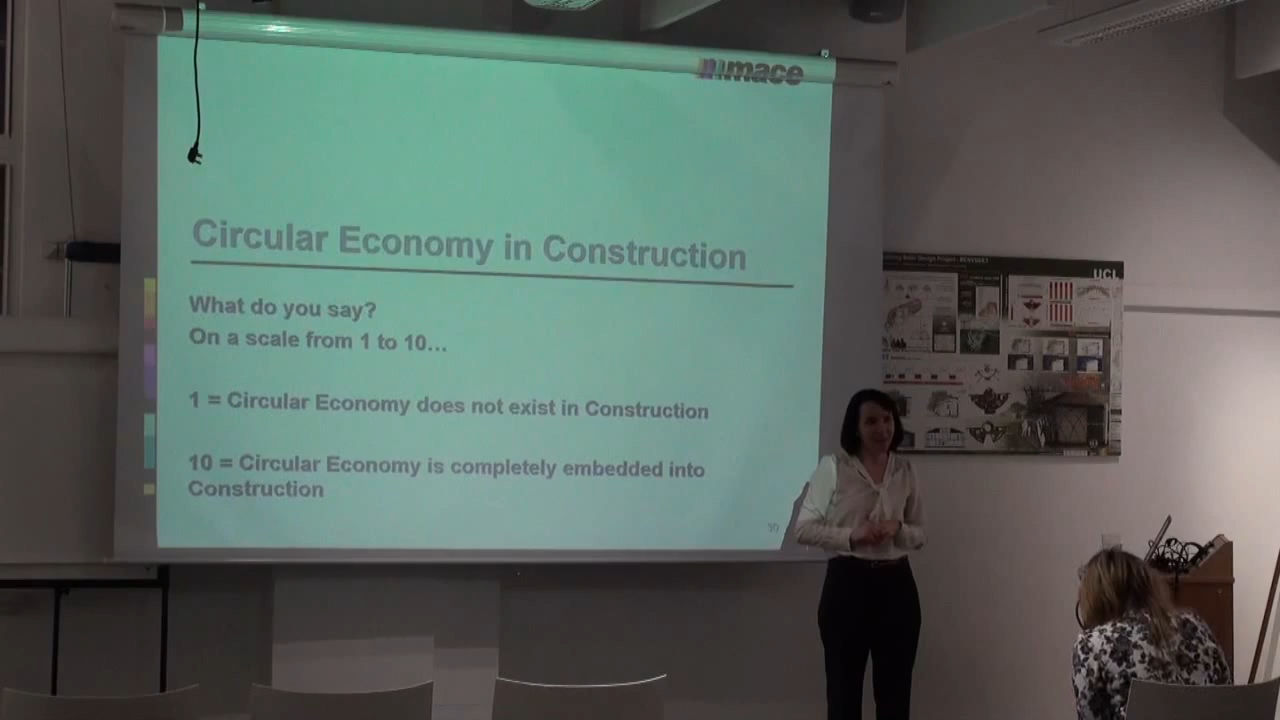 mace
Circular Economy in Construction
What do you say?
On a scale from 1 to 10...
1 = Circular Economy does not exist in Construction
10 = Circular Economy is completely embedded into
Construction
UCL